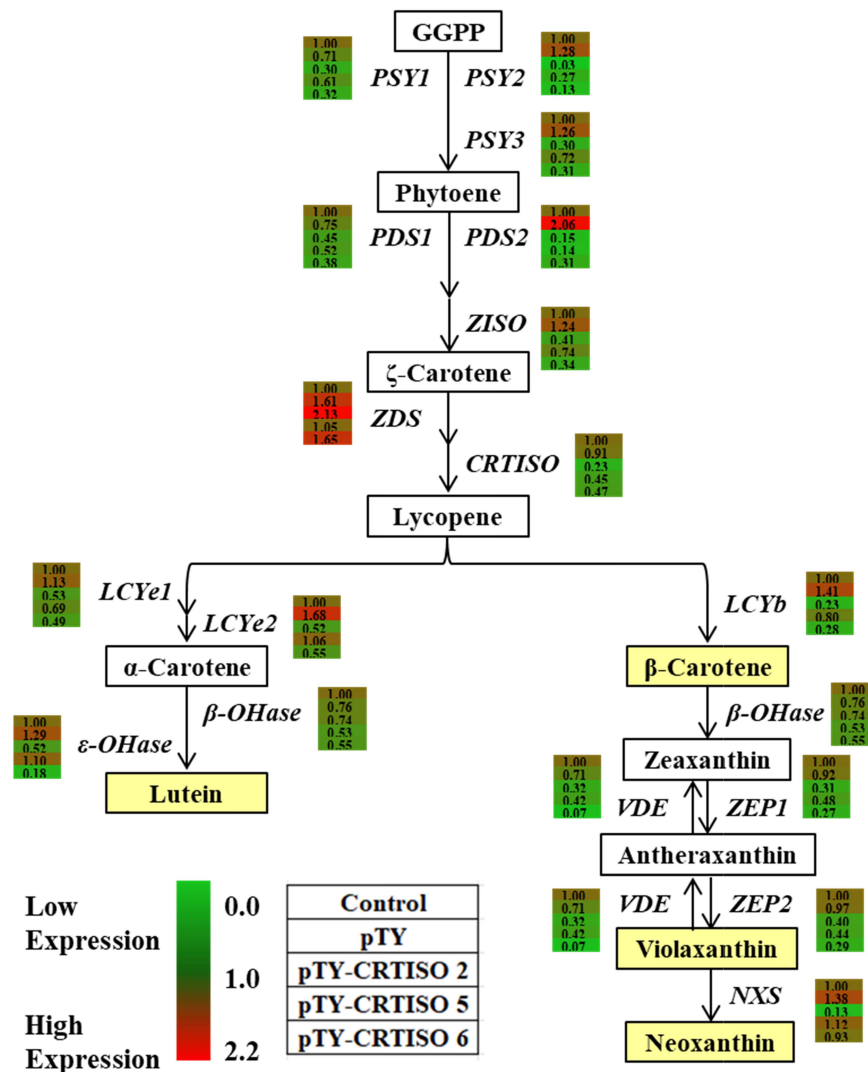 GGPP
1.00
0.71
0.30
0.61
0.32
PSY1
PSY2
1.00
1.28
0.03
0.27
0.13
PSY3
1.00
1.26
0.30
0.72
0.31
Phytoene
1.00
0.75
0.45
0.52
0.38
PDS1
PDS2
1.00
2.06
0.15
0.14
0.31
ZISO
1.00
1.24
0.41
0.74
0.34
ζ-Carotene
1.00
1.61
2.13
1.05
1.65
ZDS
CRTISO
1.00
0.91
0.23
0.45
0.47
Lycopene
1.00
1.13
0.53
0.69
0.49
LCYe1
LCYe2
1.00
1.68
0.52
1.06
0.55
LCYb
1.00
1.41
0.23
0.80
0.28
α-Carotene
β-Carotene
1.00
1.29
0.52
1.10
0.18
ε-OHase
β-OHase
1.00
0.76
0.74
0.53
0.55
β-OHase
1.00
0.76
0.74
0.53
0.55
Lutein
Zeaxanthin
1.00
0.71
0.32
0.42
0.07
VDE
ZEP1
1.00
0.92
0.31
0.48
0.27
Antheraxanthin
1.00
0.71
0.32
0.42
0.07
VDE
ZEP2
1.00
0.97
0.40
0.44
0.29
Violaxanthin
NXS
1.00
1.38
0.13
1.12
0.93
Neoxanthin
Low
Expression
High
Expression
0.0
1.0
2.2
Control
pTY
pTY-CRTISO 2
pTY-CRTISO 5
pTY-CRTISO 6